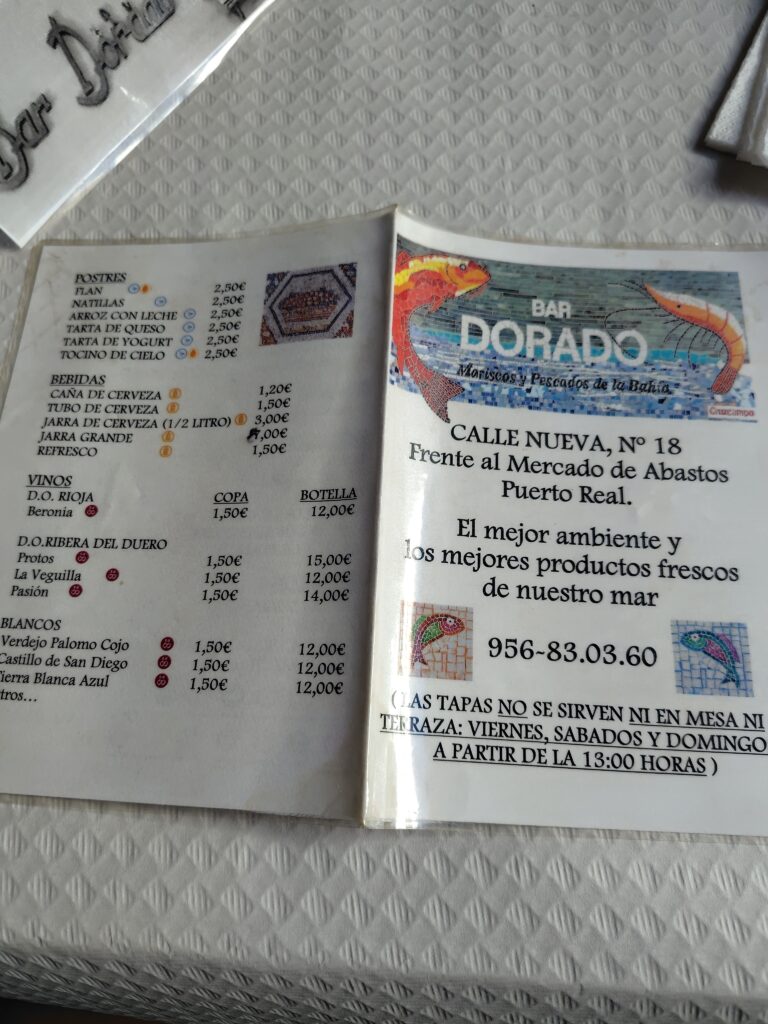 Bar Dorado
POSTRES
FLAN 2,50€
NATILLAS 2,50€
ARROZ CON LECHE 2,50€
TARTA DE QUESO 2,50€
TARTA DE YOGURT 2,50€
TOCINO DE CIELO 2,50€
BEBIDAS
CAÑA DE CERVEZA 1,20€
TUBO DE CERVEZA 1,50€
JARRA DE CERVEZA (1/2 LITRO) 3,00€
JARRA GRANDE 7,00€
REFRESCO 1,50€
VINOS
D.O. RIOJA COPA BOTELLA
Beronia 1,50€ 12,00€
D.O.RIBERA DEL DUERO
Protos 1,50€ 15,00€
La Veguilla 1,50€ 12,00€
Pasión 1,50€ 14,00€
BLANCOS
Verdejo Palomo Cojo 1,50€ 12,00€
Castillo de San Diego 1,50€ 12,00€
Tierra Blanca Azul 1,50€ 12,00€
tros...
BAR
DORADO
Mariscos y Pescados de la Bahía
Cruzcampo
CALLE NUEVA, Nº 18
Frente al Mercado de Abastos
Puerto Real.
El mejor ambiente y
los mejores productos frescos
de nuestro mar
956-83.03.60
(LAS TAPAS NO SE SIRVEN NI EN MESA NI
TERRAZA: VIERNES, SABADOS Y DOMINGO
A PARTIR DE LA 13:00 HORAS )